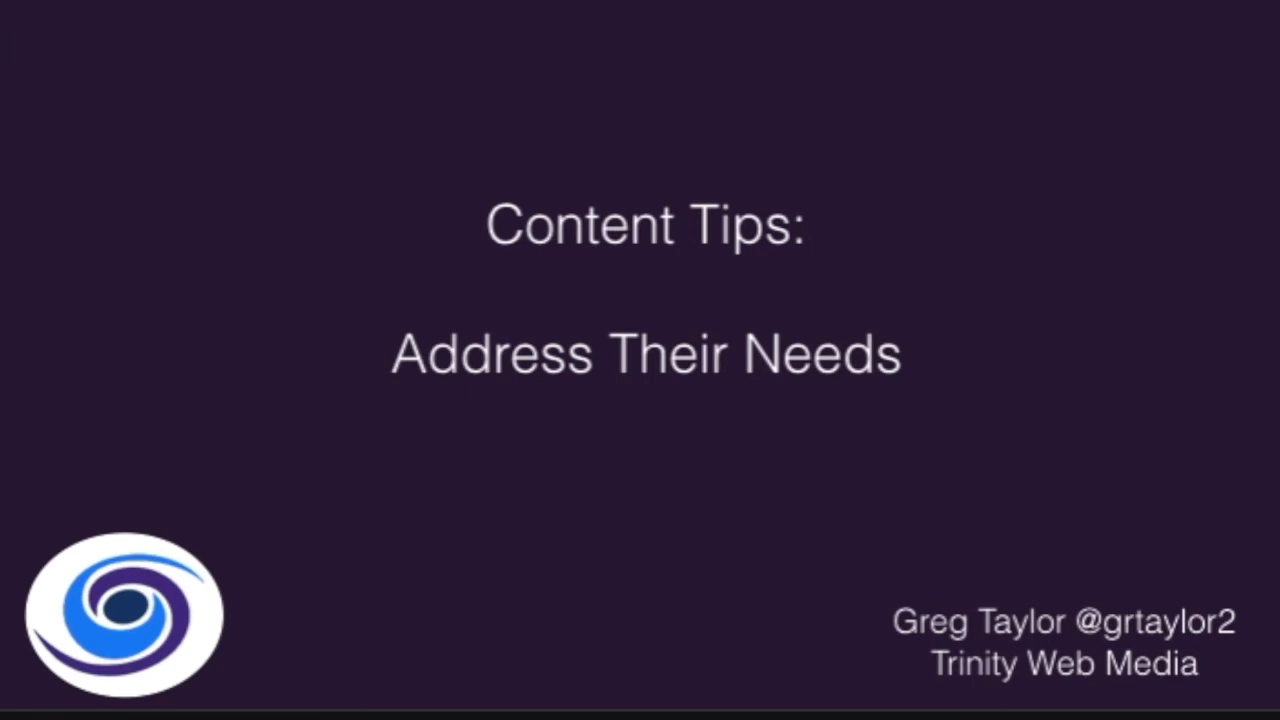 Content Tips:
Address Their Needs
Greg Taylor @grtaylor2
Trinity Web Media